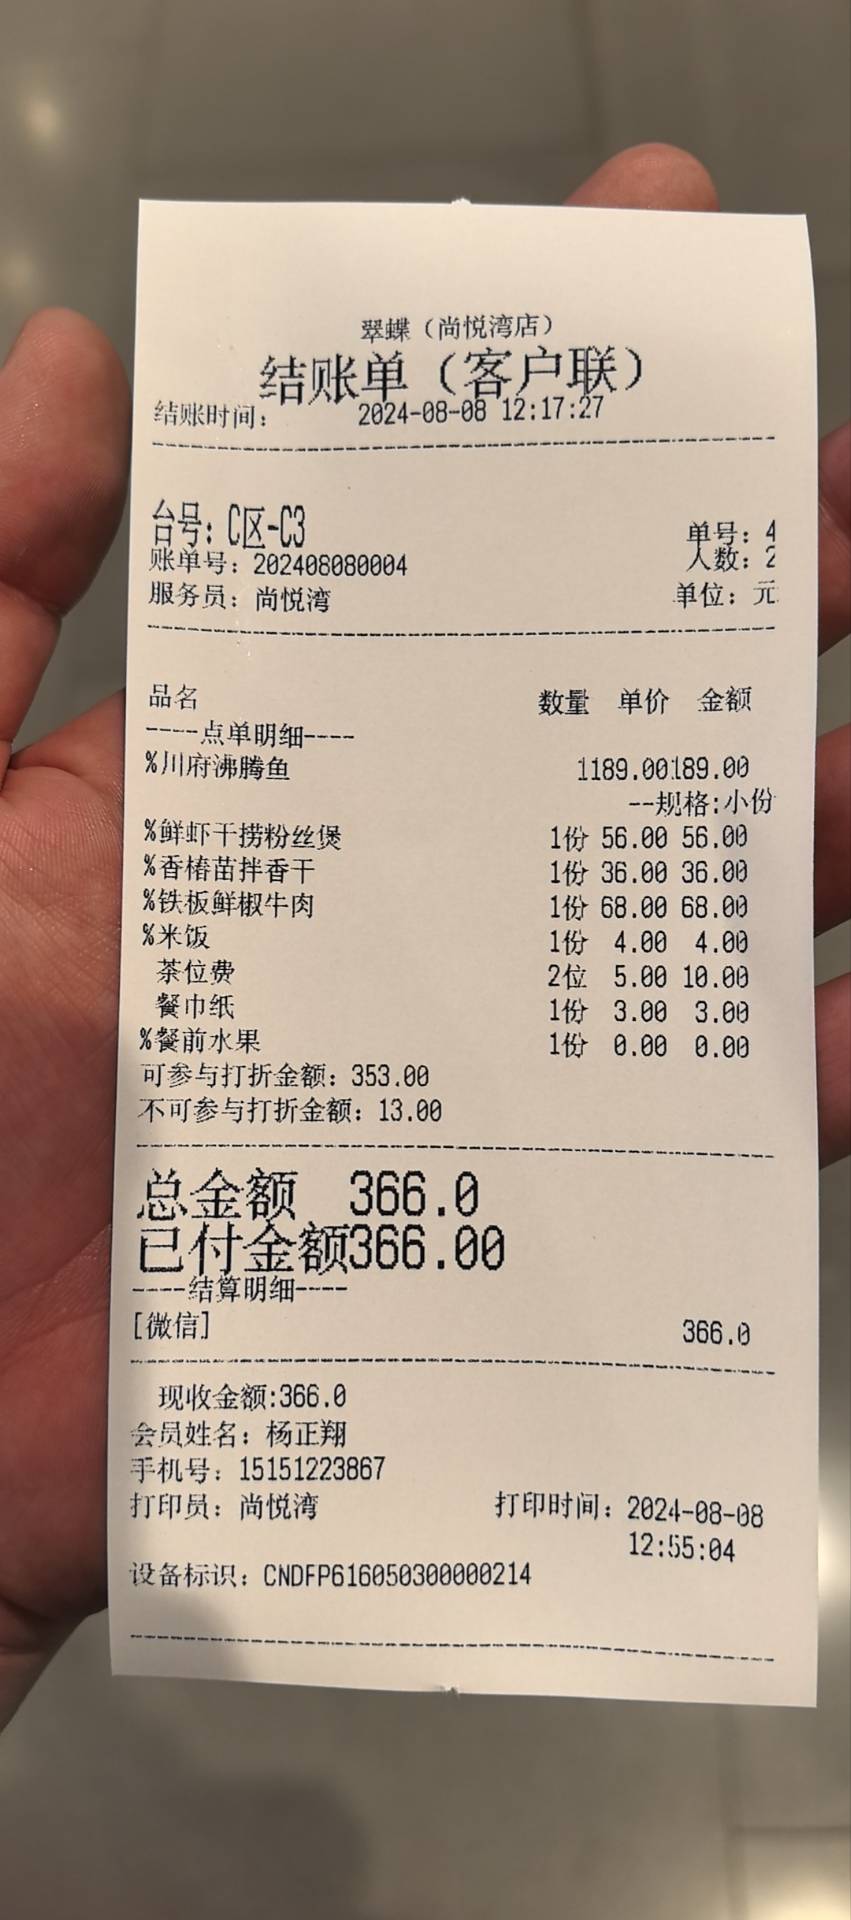 翠蝶（尚悦湾店）
结账单（客户联）
结账时间： 2024-08-08 12:17:27
台号：C区-C3
单号：4
账单号：202408080004
人数：2
服务员：尚悦湾
单位：元
品名 数量 单价 金额
----点单明细----
%川府沸腾鱼 1189.00189.00
--规格:小份
%鲜虾干捞粉丝煲 1份 56.00 56.00
%香椿苗拌香干 1份 36.00 36.00
%铁板鲜椒牛肉 1份 68.00 68.00
%米饭 1份 4.00 4.00
茶位费 2位 5.00 10.00
餐巾纸 1份 3.00 3.00
%餐前水果 1份 0.00 0.00
可参与打折金额：353.00
不可参与打折金额：13.00
总金额 366.0
已付金额366.00
----结算明细----
[微信] 366.0
现收金额:366.0
会员姓名：杨正翔
手机号：15151223867
打印员：尚悦湾 打印时间：2024-08-08
12:55:04
设备标识：CNDFP616050300000214